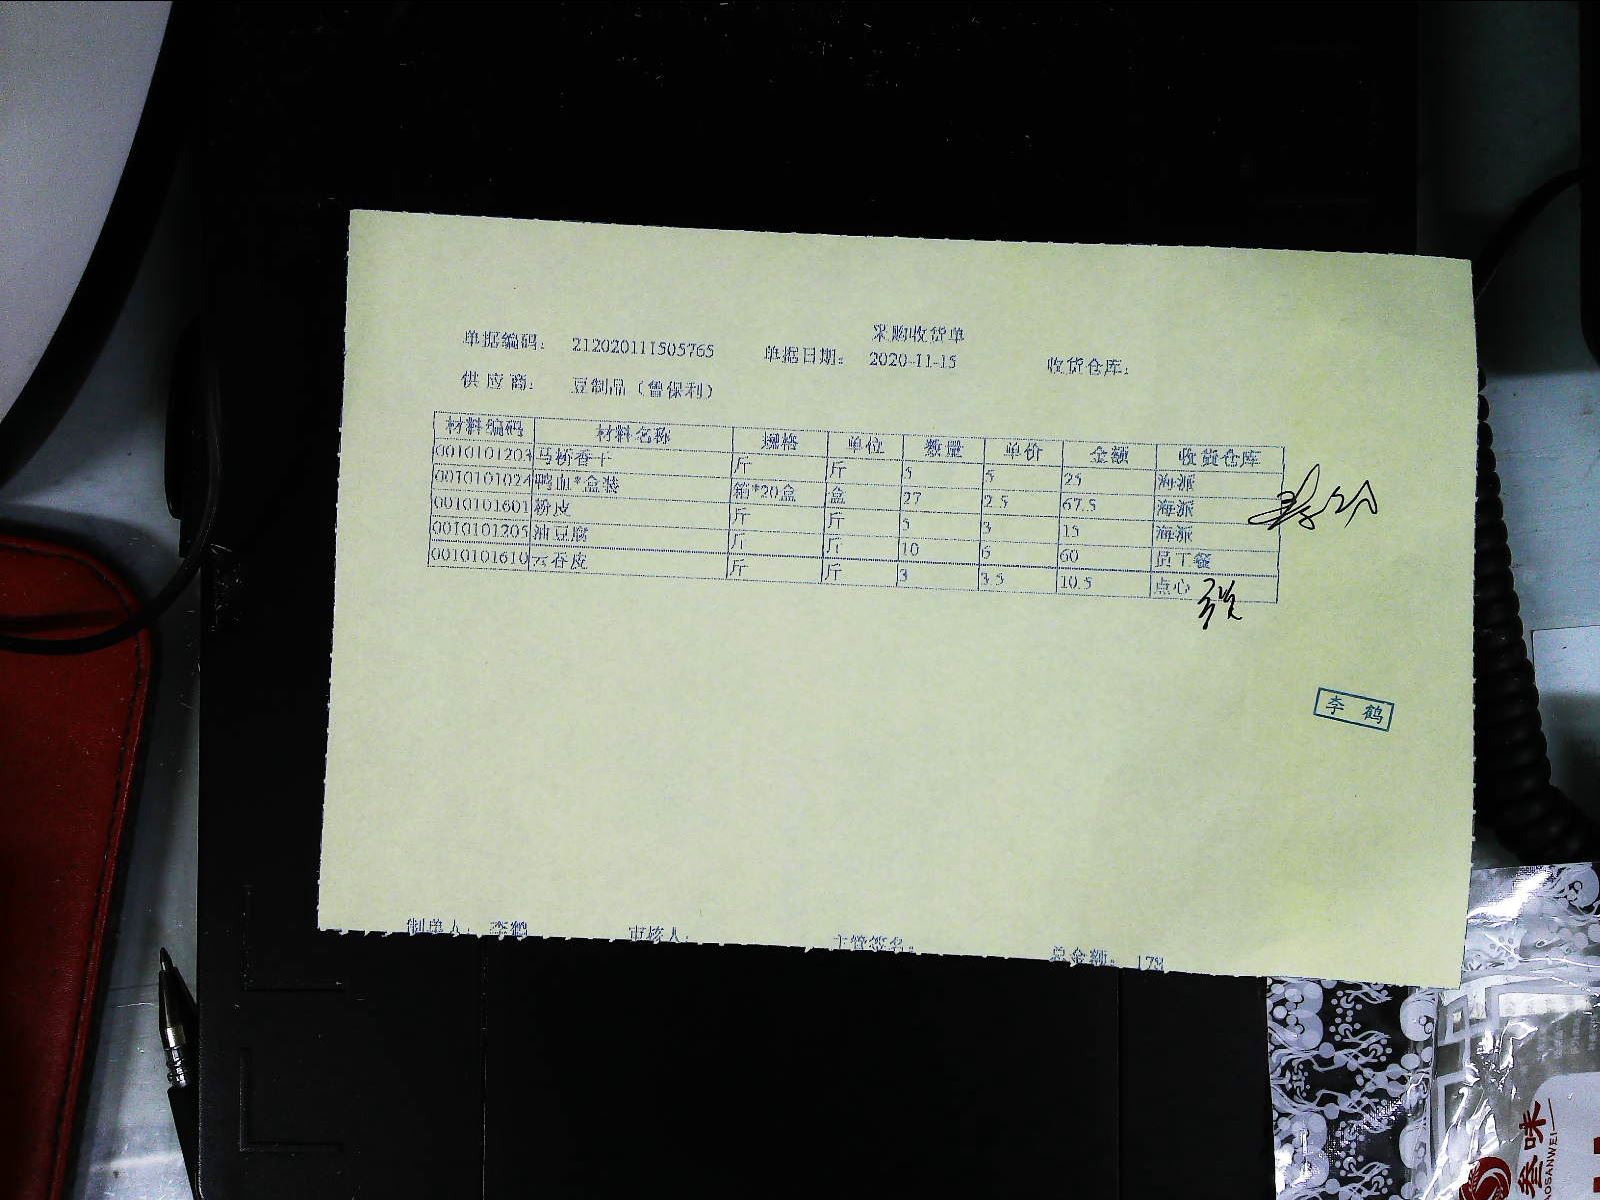 采购收货单
单据编码: 212020111505765 单据日期: 2020-11-15 收货仓库:
供应商: 豆制品(鲁保利)
材料编码 材料名称 规格 单位 数量 单价 金额 收货仓库
0010101203 马桥香干 斤 斤 5 5 25 海派
0010101024 鸭血*盒装 箱*20盒 盒 27 2.5 67.5 海派
0010101601 粉皮 斤 斤 5 3 15 海派
0010101205 油豆腐 斤 斤 10 6 60 员工餐
0010101610 云吞皮 斤 斤 3 3.5 10.5 点心
李鹤
制单人: 李鹤 审核人: 主管签名: 总金额: 178
叁味
OSANWEI